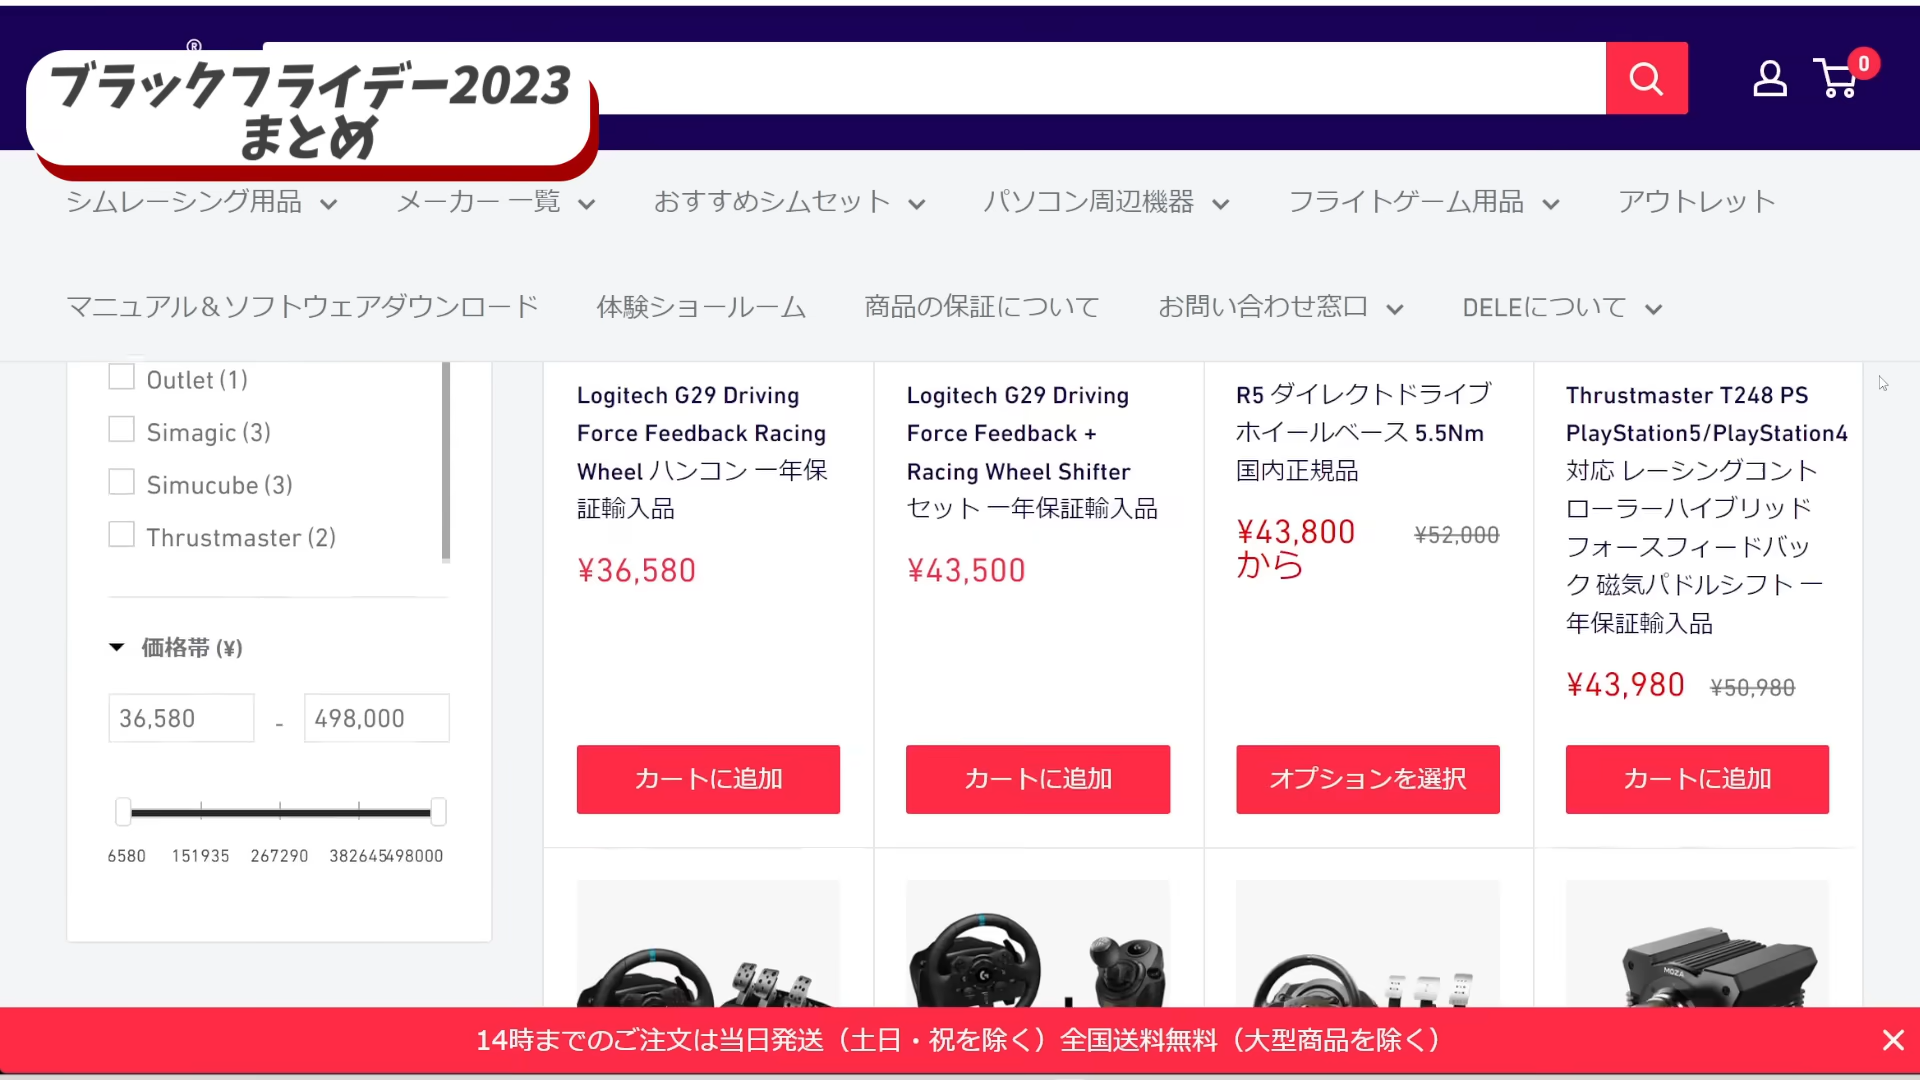 ®
ブラックフライデー2023
まとめ
0
シムレーシング用品
メーカー 一覧
おすすめシムセット
パソコン周辺機器
フライトゲーム用品
アウトレット
マニュアル＆ソフトウェアダウンロード
体験ショールーム
商品の保証について
お問い合わせ窓口
DELEについて
Outlet (1)
Simagic (3)
Simucube (3)
Thrustmaster (2)
価格帯 (¥)
36,580 - 498,000
6580 151935 267290 382645 498000
Logitech G29 Driving
Force Feedback Racing
Wheel ハンコン 一年保
証輸入品
¥36,580
カートに追加
Logitech G29 Driving
Force Feedback +
Racing Wheel Shifter
セット 一年保証輸入品
¥43,500
カートに追加
R5 ダイレクトドライブ
ホイールベース 5.5Nm
国内正規品
¥43,800 ¥52,000
から
オプションを選択
Thrustmaster T248 PS
PlayStation5/PlayStation4
対応 レーシングコント
ローラーハイブリッド
フォースフィードバッ
ク 磁気パドルシフト 一
年保証輸入品
¥43,980 ¥50,980
カートに追加
MOZA
14時までのご注文は当日発送（土日・祝を除く）全国送料無料（大型商品を除く）